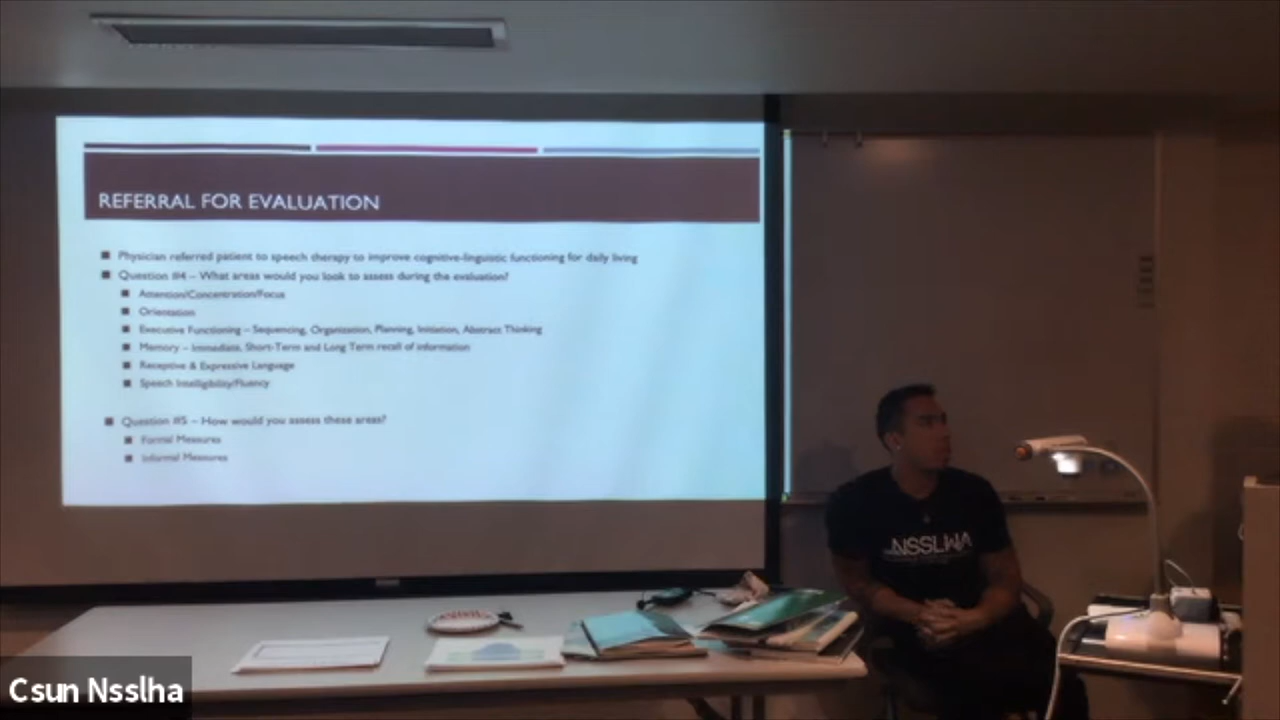 REFERRAL FOR EVALUATION
Physician referred patient to speech therapy to improve cognitive-linguistic functioning for daily living
Question #4 – What areas would you look to assess during the evaluation?
Attention/Concentration/Focus
Orientation
Executive Functioning – Sequencing, Organization, Planning, Initiation, Abstract Thinking
Memory – Immediate, Short-Term and Long Term recall of information
Receptive & Expressive Language
Speech Intelligibility/Fluency
Question #5 – How would you assess these areas?
Formal Measures
Informal Measures
NSSLHA
Csun Nsslha